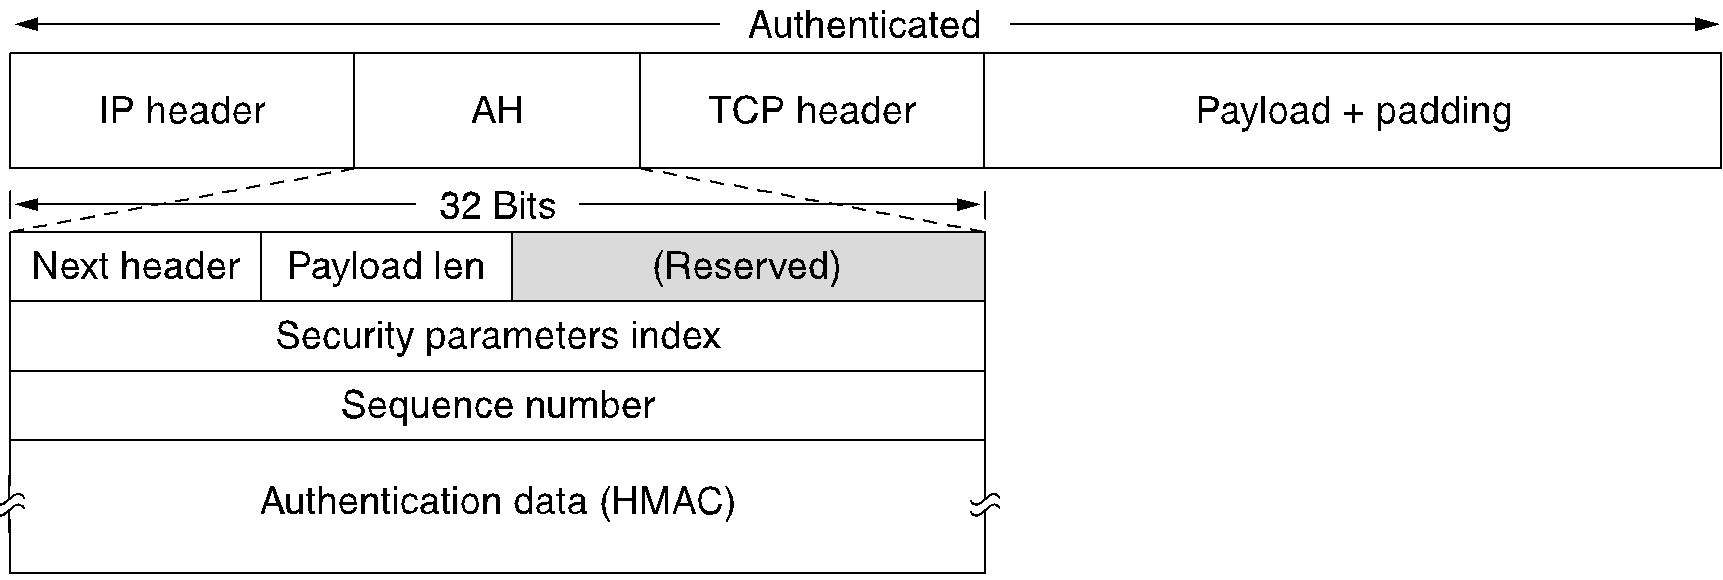 Authenticated
IP header AH TCP header Payload + padding
32 Bits
Next header Payload len (Reserved)
Security parameters index
Sequence number
Authentication data (HMAC)